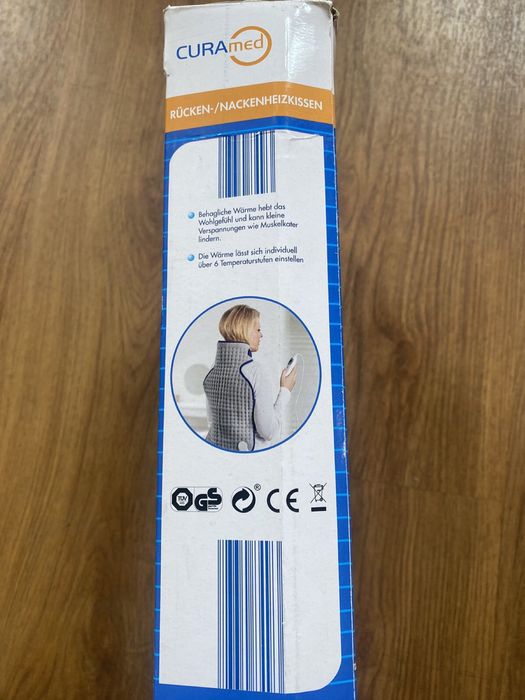 CURAmed
RÜCKEN-/NACKENHEIZKISSEN
Behagliche Wärme hebt das
Wohlgefühl und kann kleine
Verspannungen wie Muskelkater
lindern.
Die Wärme lässt sich individuell
über 6 Temperaturstufen einstellen
TÜV GS ® CE